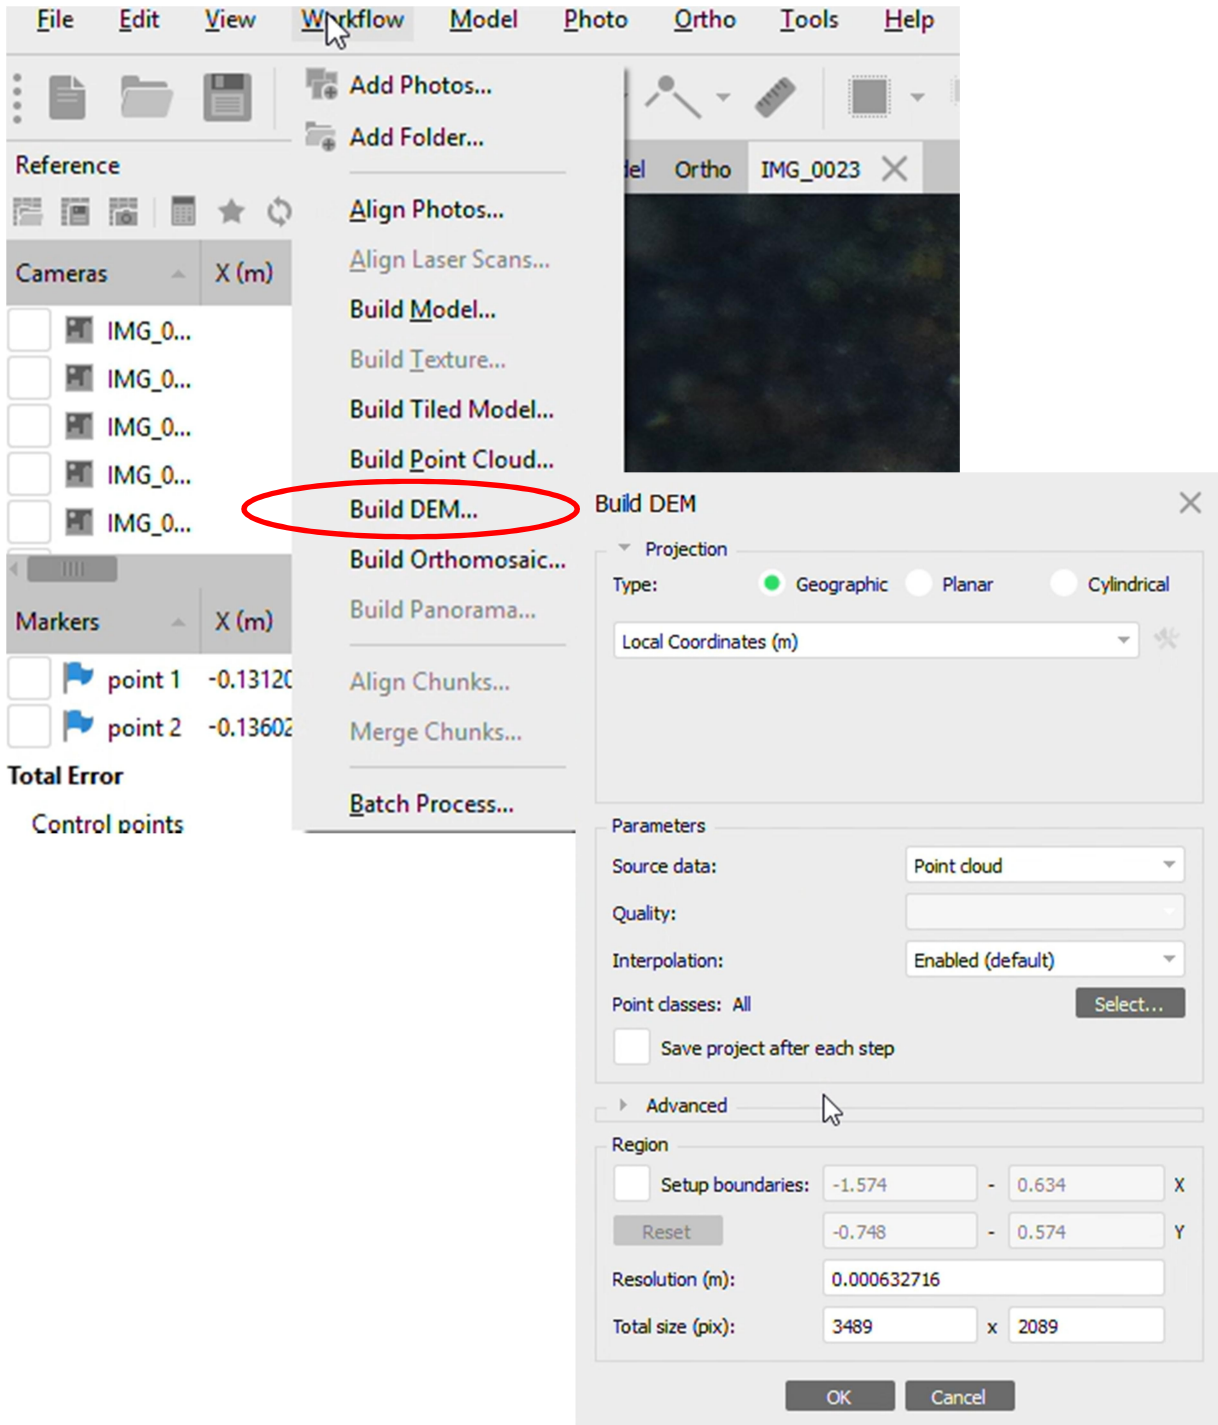 File Edit View Workflow Model Photo Ortho Tools Help
Add Photos...
Add Folder...
Reference
Ortho IMG_0023
Align Photos...
Align Laser Scans...
Cameras X (m)
Build Model...
IMG_0...
Build Texture...
IMG_0...
Build Tiled Model...
IMG_0...
Build Point Cloud...
IMG_0...
Build DEM...
IMG_0...
Build Orthomosaic...
Build Panorama...
Markers X (m)
Align Chunks...
point 1 -0.13120
Merge Chunks...
point 2 -0.13602
Total Error
Batch Process...
Control points
Build DEM
Projection
Type: Geographic Planar Cylindrical
Local Coordinates (m)
Parameters
Source data: Point cloud
Quality:
Interpolation: Enabled (default)
Point classes: All Select...
Save project after each step
Advanced
Region
Setup boundaries: -1.574 - 0.634 X
Reset -0.748 - 0.574 Y
Resolution (m): 0.000632716
Total size (pix): 3489 x 2089
OK Cancel